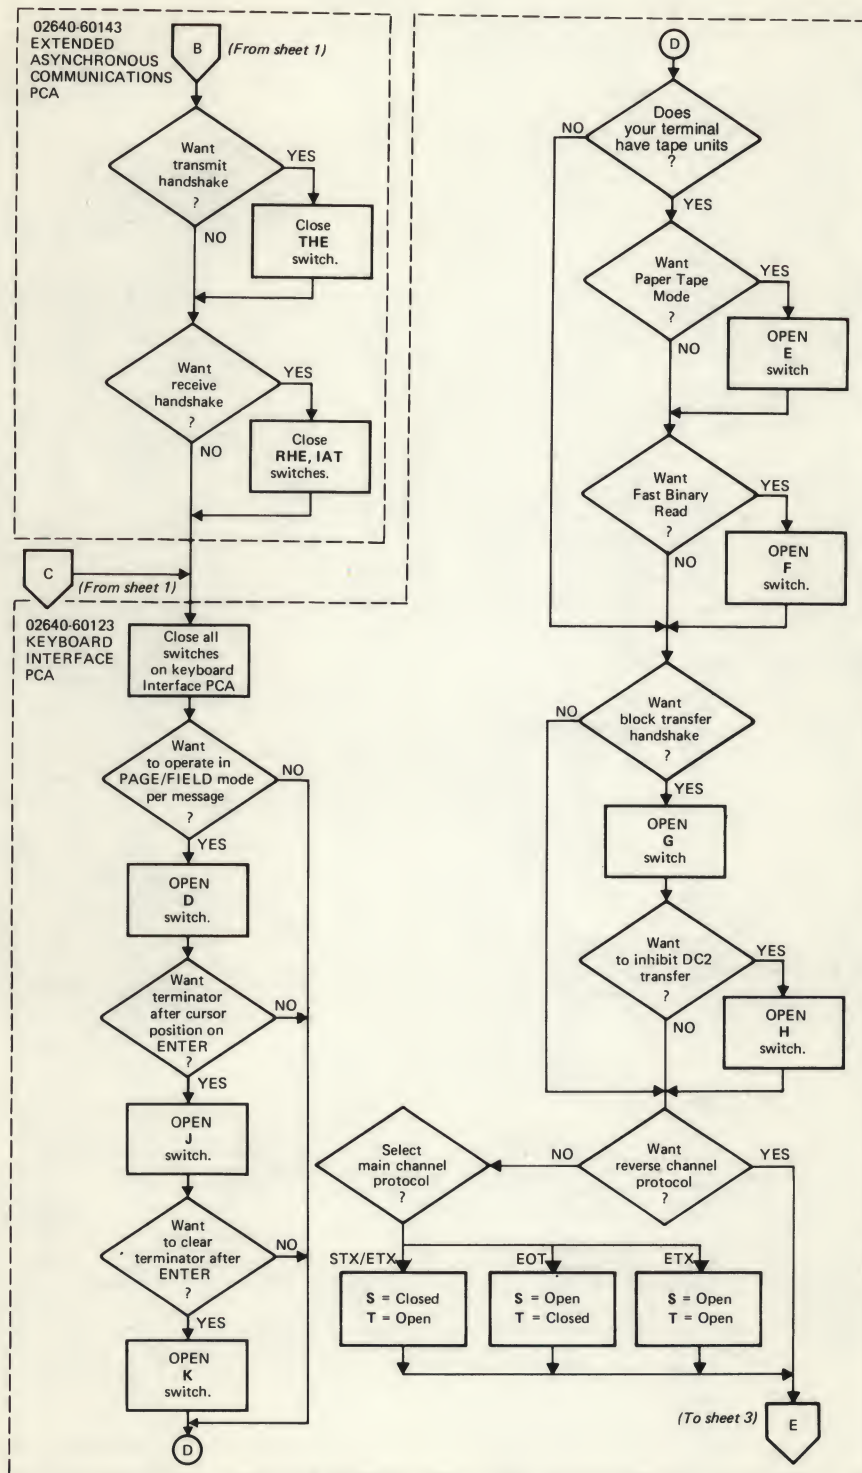 02640-60143
EXTENDED
ASYNCHRONOUS
COMMUNICATIONS
PCA
B
(From sheet 1)
Want
transmit
handshake
?
YES
NO
Close
THE
switch.
Want
receive
handshake
?
YES
NO
Close
RHE, IAT
switches.
C
(From sheet 1)
02640-60123
KEYBOARD
INTERFACE
PCA
Close all
switches
on keyboard
Interface PCA
Want
to operate in
PAGE/FIELD mode
per message
?
NO
YES
OPEN
D
switch.
Want
terminator
after cursor
position on
ENTER
?
NO
YES
OPEN
J
switch.
Want
to clear
terminator after
ENTER
?
NO
YES
OPEN
K
switch.
D
D
Does
your terminal
have tape units
?
NO
YES
Want
Paper Tape
Mode
?
YES
NO
OPEN
E
switch
Want
Fast Binary
Read
?
YES
NO
OPEN
F
switch.
Want
block transfer
handshake
?
NO
YES
OPEN
G
switch
Want
to inhibit DC2
transfer
?
YES
NO
OPEN
H
switch.
Want
reverse channel
protocol
?
NO
YES
Select
main channel
protocol
?
STX/ETX
EOT
ETX
S = Closed
T = Open
S = Open
T = Closed
S = Open
T = Open
(To sheet 3)
E